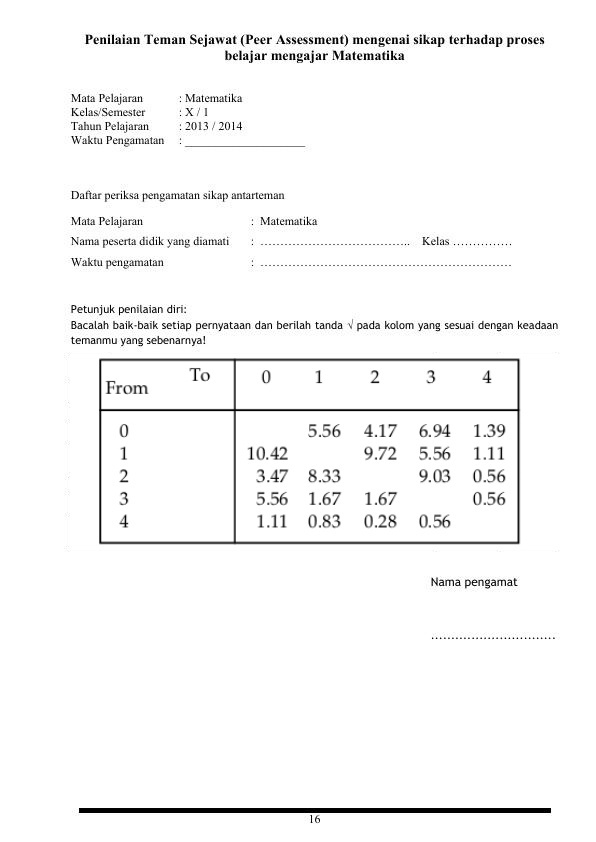 Penilaian Teman Sejawat (Peer Assessment) mengenai sikap terhadap proses
belajar mengajar Matematika
Mata Pelajaran : Matematika
Kelas/Semester : X / 1
Tahun Pelajaran : 2013 / 2014
Waktu Pengamatan : ____________________
Daftar periksa pengamatan sikap antarteman
Mata Pelajaran : Matematika
Nama peserta didik yang diamati : ……………………………….. Kelas ……………
Waktu pengamatan : ………………………………………………………
Petunjuk penilaian diri:
Bacalah baik-baik setiap pernyataan dan berilah tanda √ pada kolom yang sesuai dengan keadaan
temanmu yang sebenarnya!
From To 0 1 2 3 4
0 5.56 4.17 6.94 1.39
1 10.42 9.72 5.56 1.11
2 3.47 8.33 9.03 0.56
3 5.56 1.67 1.67 0.56
4 1.11 0.83 0.28 0.56
Nama pengamat
...............................
16